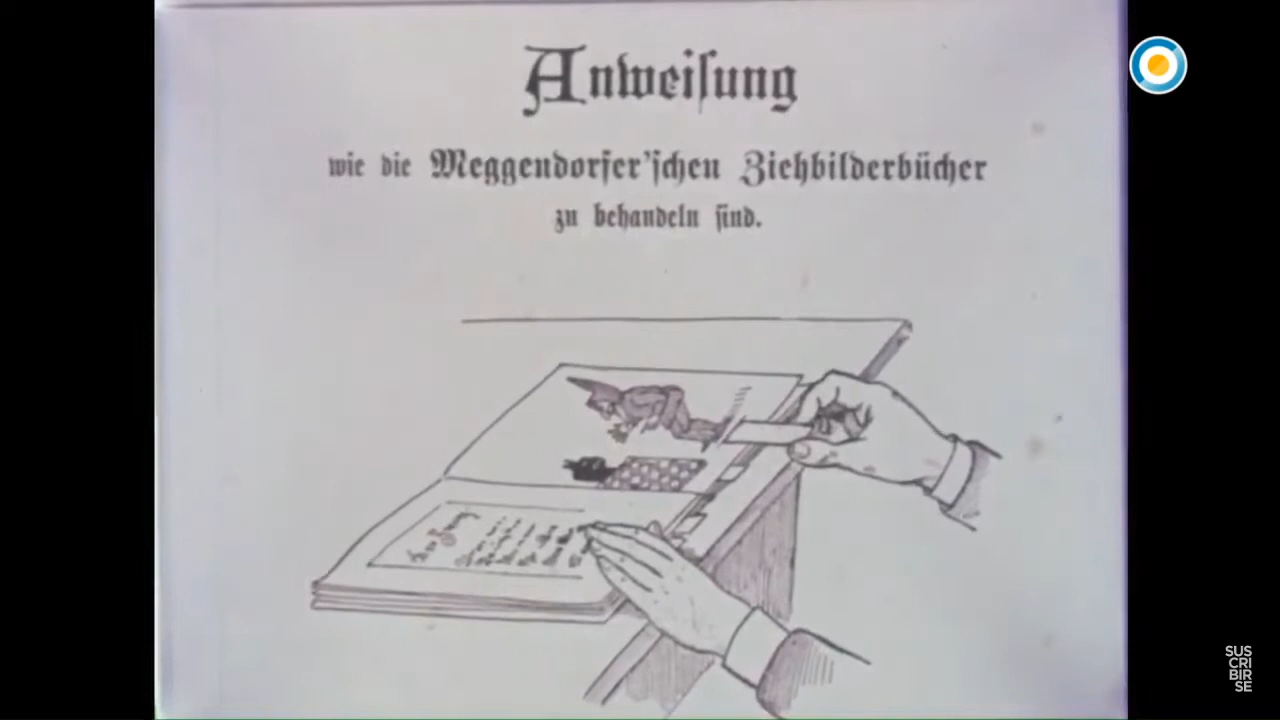 Anweiſung
wie die Meggendorfer'ſchen Ziehbilderbücher
zu behandeln ſind.
SUS
CRI
BIR
SE